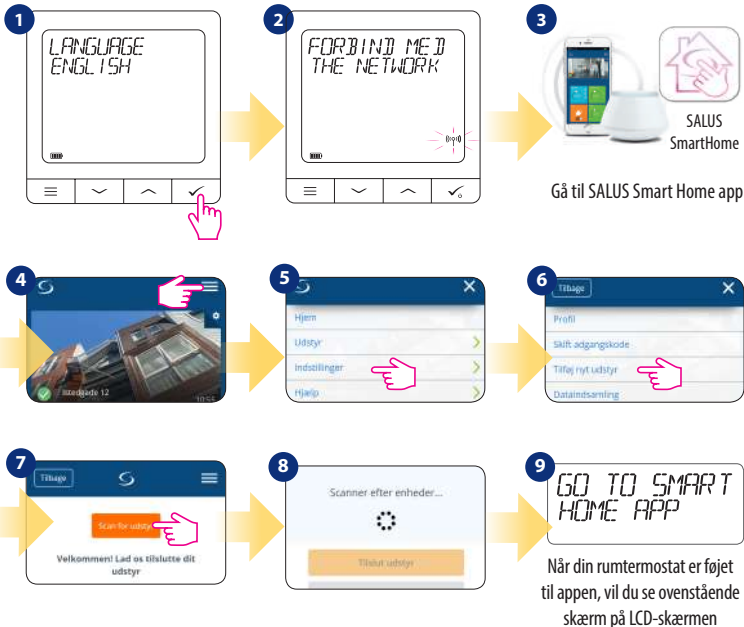 1
LANGUAGE
ENGLISH
2
FORBIND MED
THE NETWORK
3
SALUS
SmartHome
Gå til SALUS Smart Home app
4
Istedgade 12
10:53
5
Hjem
Udstyr
Indstillinger
Hjælp
6
Tilbage
Profil
Skift adgangskode
Tilføj nyt udstyr
Dataindsamling
7
Tilbage
Scan for udstyr
Velkommen! Lad os tilslutte dit
udstyr
8
Scanner efter enheder...
Tilslut udstyr
9
GO TO SMART
HOME APP
Når din rumtermostat er føjet
til appen, vil du se ovenstående
skærm på LCD-skærmen